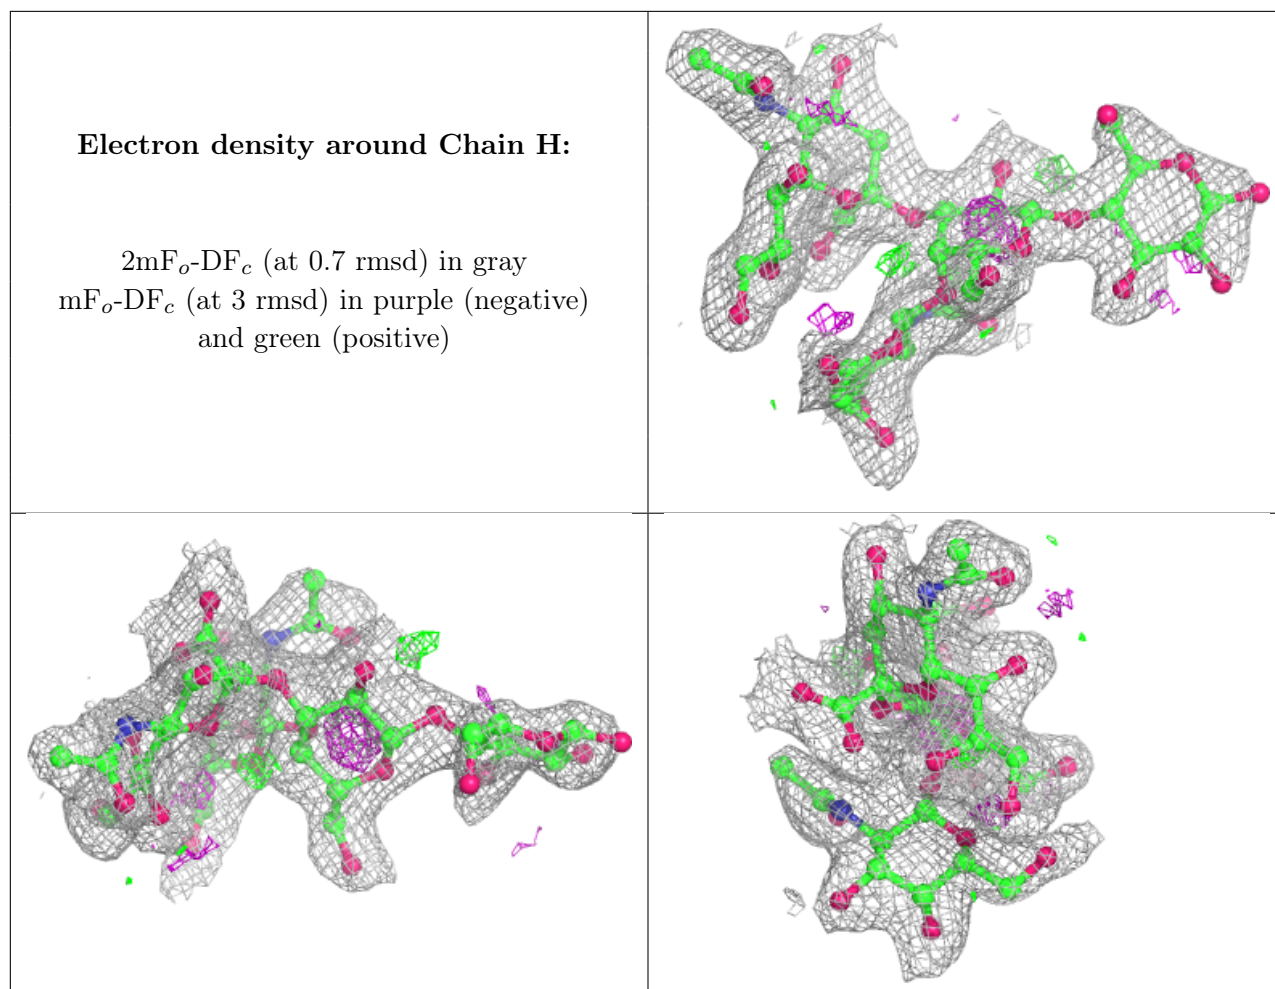 Electron density around Chain H:
2mF$_o$-DF$_c$ (at 0.7 rmsd) in gray
mF$_o$-DF$_c$ (at 3 rmsd) in purple (negative)
and green (positive)